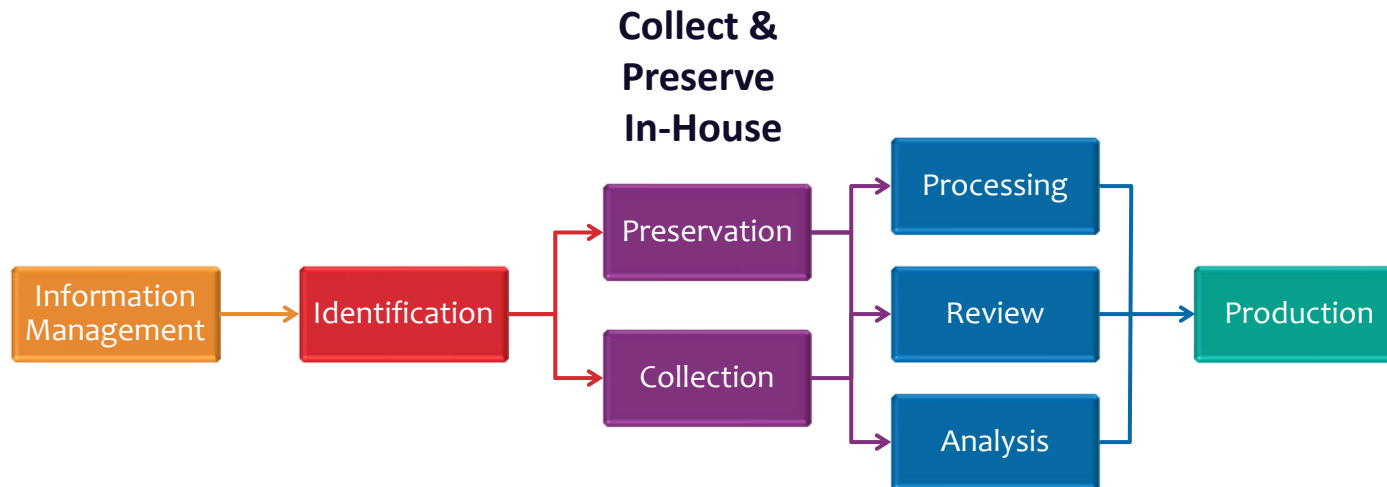 Collect &
Preserve
In-House
Information
Management
Identification
Preservation
Collection
Processing
Review
Analysis
Production